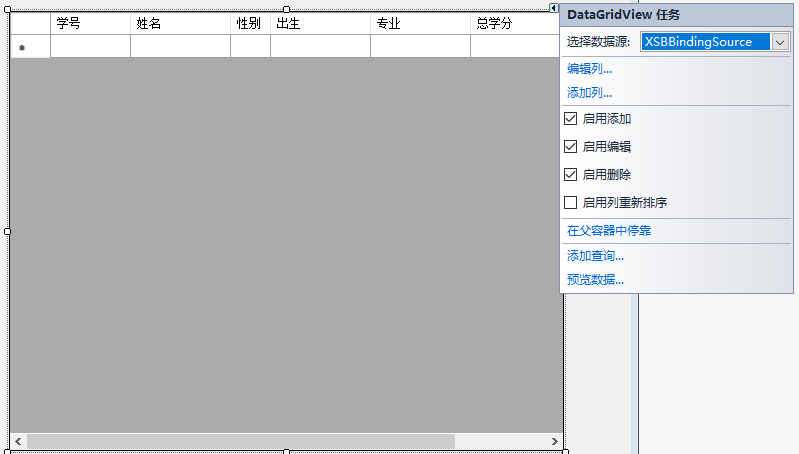 学号 姓名 性别 出生 专业 总学分
DataGridView 任务
选择数据源: XSBBindingSource
编辑列...
添加列...
启用添加
启用编辑
启用删除
启用列重新排序
在父容器中停靠
添加查询...
预览数据...